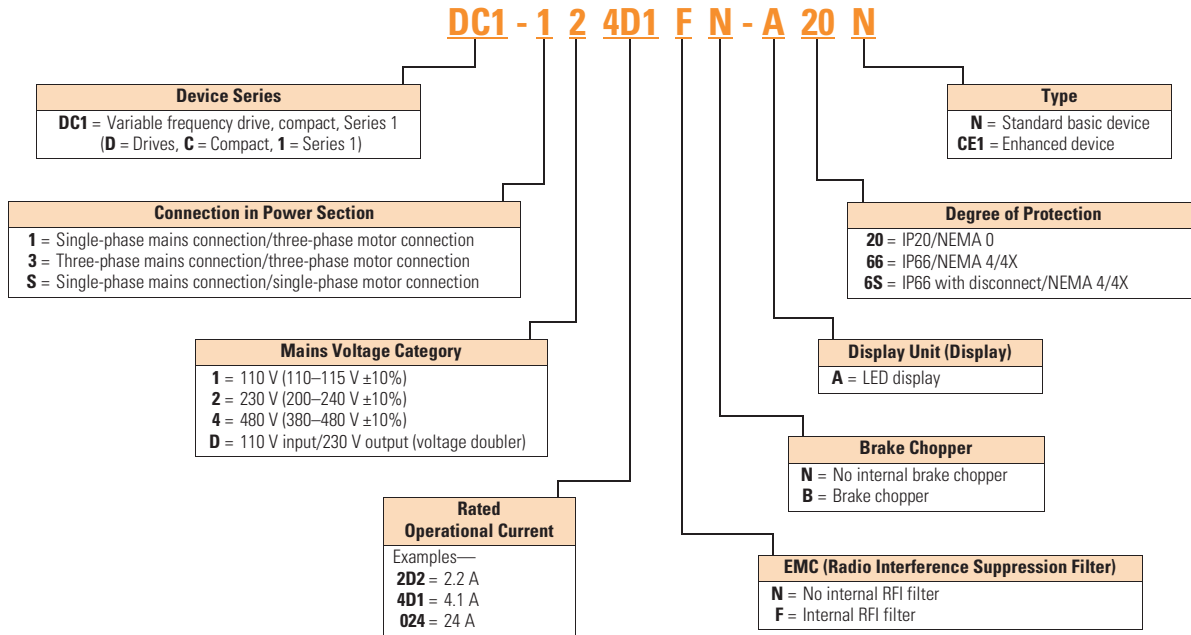 DC1 - 1 2 4D1 F N - A 20 N
Device Series
DC1 = Variable frequency drive, compact, Series 1
(D = Drives, C = Compact, 1 = Series 1)
Connection in Power Section
1 = Single-phase mains connection/three-phase motor connection
3 = Three-phase mains connection/three-phase motor connection
S = Single-phase mains connection/single-phase motor connection
Mains Voltage Category
1 = 110 V (110–115 V ±10%)
2 = 230 V (200–240 V ±10%)
4 = 480 V (380–480 V ±10%)
D = 110 V input/230 V output (voltage doubler)
Rated
Operational Current
Examples—
2D2 = 2.2 A
4D1 = 4.1 A
024 = 24 A
Type
N = Standard basic device
CE1 = Enhanced device
Degree of Protection
20 = IP20/NEMA 0
66 = IP66/NEMA 4/4X
6S = IP66 with disconnect/NEMA 4/4X
Display Unit (Display)
A = LED display
Brake Chopper
N = No internal brake chopper
B = Brake chopper
EMC (Radio Interference Suppression Filter)
N = No internal RFI filter
F = Internal RFI filter